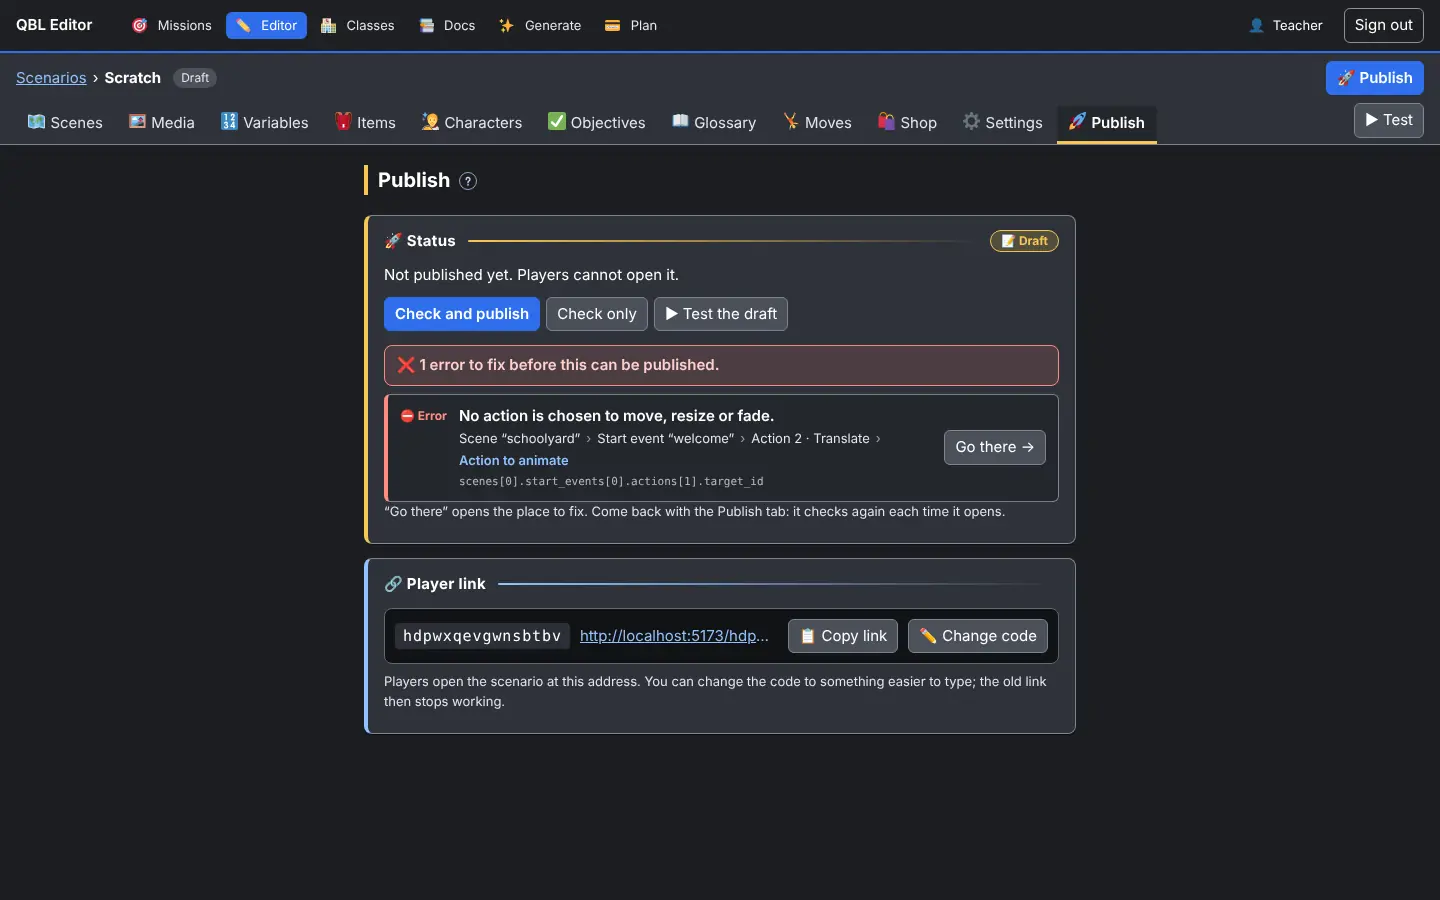 QBL Editor
Missions
Editor
Classes
Docs
Generate
Plan
Teacher
Sign out
Scenarios › Scratch Draft
Publish
Scenes
Media
Variables
Items
Characters
Objectives
Glossary
Moves
Shop
Settings
Publish
▶ Test
Publish ?
Status
Draft
Not published yet. Players cannot open it.
Check and publish
Check only
▶ Test the draft
1 error to fix before this can be published.
Error
No action is chosen to move, resize or fade.
Scene “schoolyard” › Start event “welcome” › Action 2 · Translate ›
Action to animate
scenes[0].start_events[0].actions[1].target_id
Go there →
“Go there” opens the place to fix. Come back with the Publish tab: it checks again each time it opens.
Player link
hdpwxqevgwnsbtbv
http://localhost:5173/hdp...
Copy link
Change code
Players open the scenario at this address. You can change the code to something easier to type; the old link
then stops working.